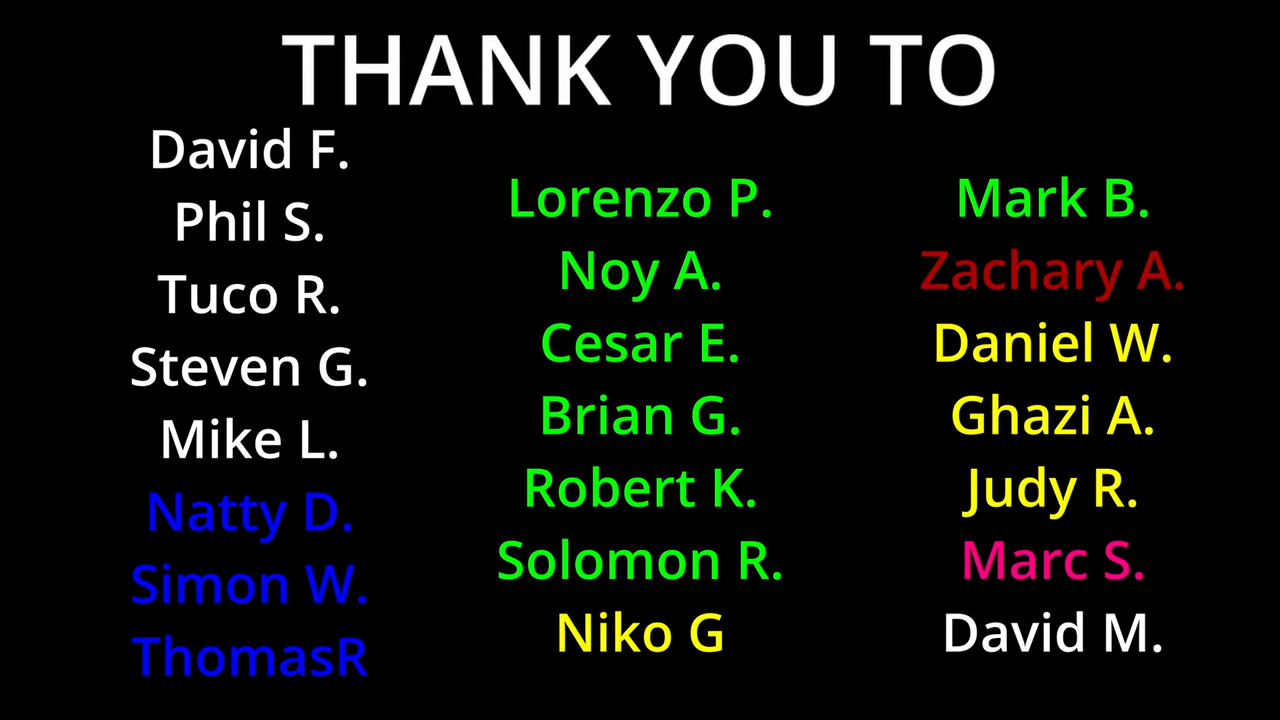 THANK YOU TO
David F.
Phil S.
Tuco R.
Steven G.
Mike L.
Natty D.
Simon W.
ThomasR
Lorenzo P.
Noy A.
Cesar E.
Brian G.
Robert K.
Solomon R.
Niko G
Mark B.
Zachary A.
Daniel W.
Ghazi A.
Judy R.
Marc S.
David M.